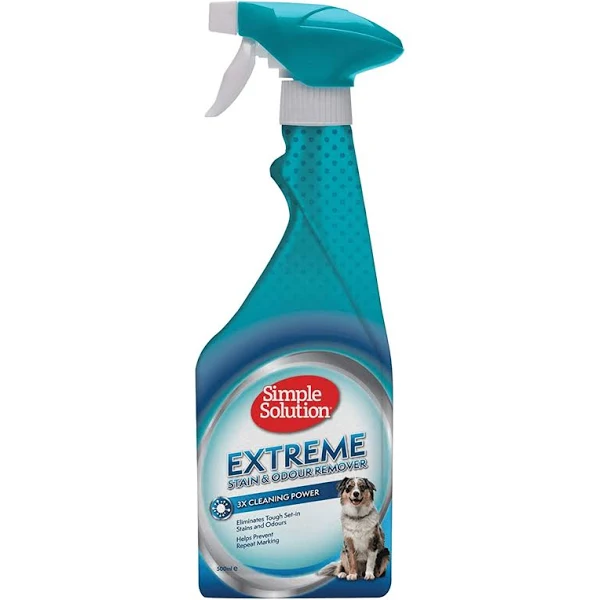 Simple
Solution
EXTREME
STAIN & ODOUR REMOVER
3X CLEANING POWER
Eliminates Tough Set-in
Stains and Odours
Helps Prevent
Repeat Marking
500ml e